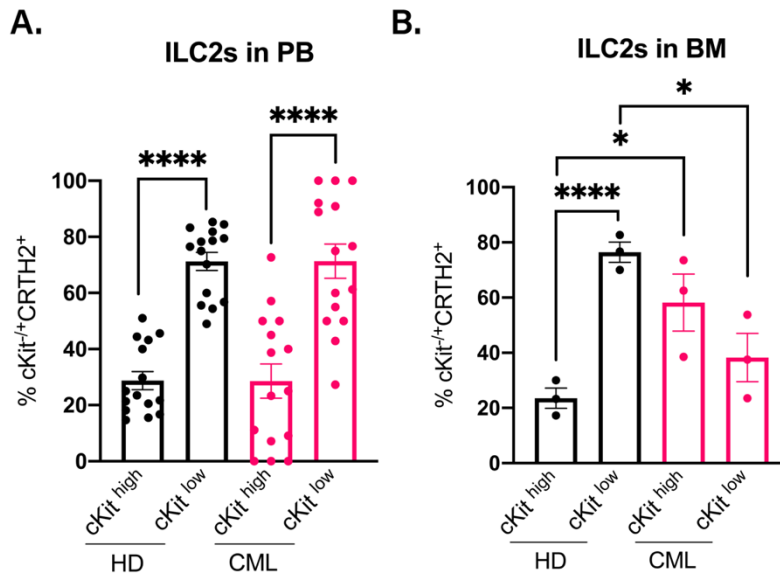 A.
ILC2s in PB
****
****
% cKit-/+CRTH2+
100
80
60
40
20
0
cKit high
cKit low
cKit high
cKit low
HD
CML
B.
ILC2s in BM
*
*
****
% cKit-/+CRTH2+
100
80
60
40
20
0
cKit high
cKit low
cKit high
cKit low
HD
CML